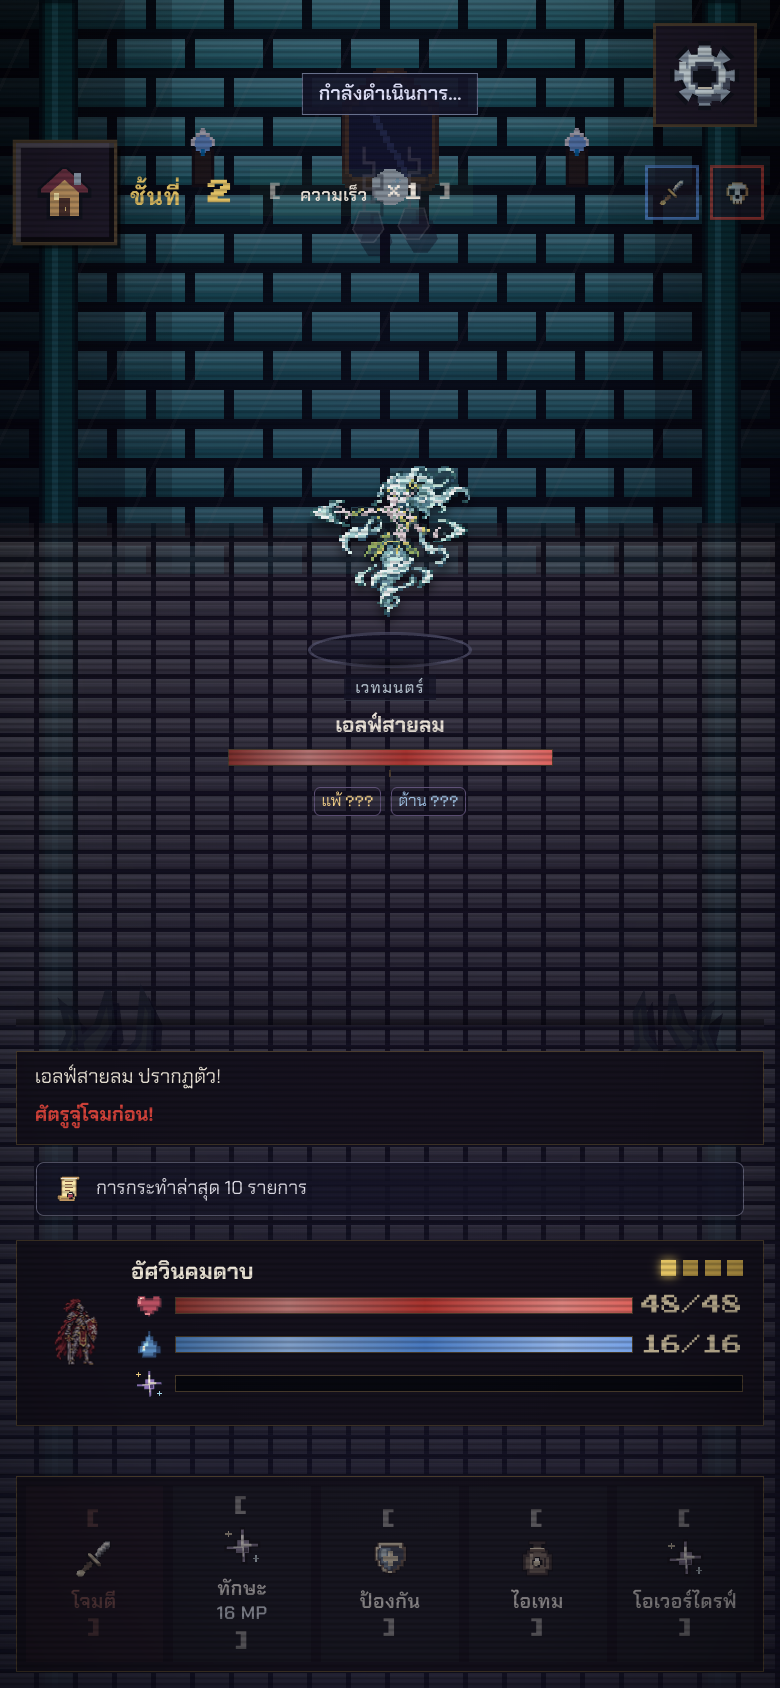 กำลังดำเนินการ...
ชั้นที่ 2 [ ความเร็ว ×1 ]
เวทมนตร์
เอลฟ์สายลม
แพ้ ??? ต้าน ???
เอลฟ์สายลม ปรากฏตัว!
ศัตรูจู่โจมก่อน!
การกระทำล่าสุด 10 รายการ
อัศวินคมดาบ
48/48
16/16
[ โจมตี ]
[ ทักษะ
16 MP ]
[ ป้องกัน ]
[ ไอเทม ]
[ โอเวอร์ไดรฟ์ ]